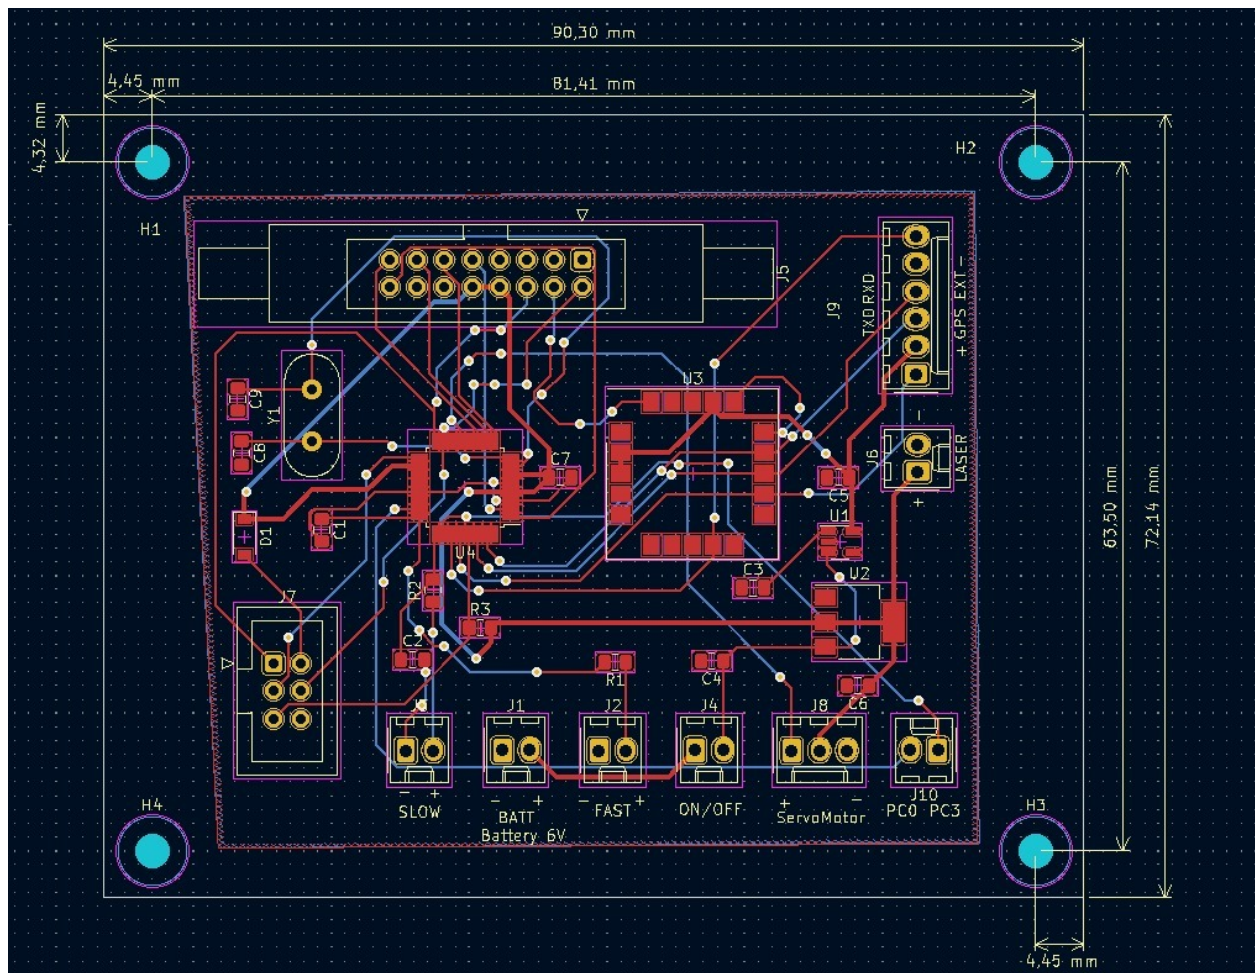 90,30 mm
4,45 mm
81,41 mm
4,32 mm
H2
H1
J5
J9
TXD RXD
+ GPS EXT -
U3
C9
Y1
C8
-
J6
LASER
+
C7
C5
U1
D1
C1
U4
U2
C3
R2
J7
R3
C2
R1
C4
C6
63,50 mm
72,14 mm
J1
J2
J4
J8
J10
- +
SLOW
- +
BATT
Battery 6V
- +
FAST
ON/OFF
+ -
ServoMotor
PC0 PC3
H4
H3
4,45 mm